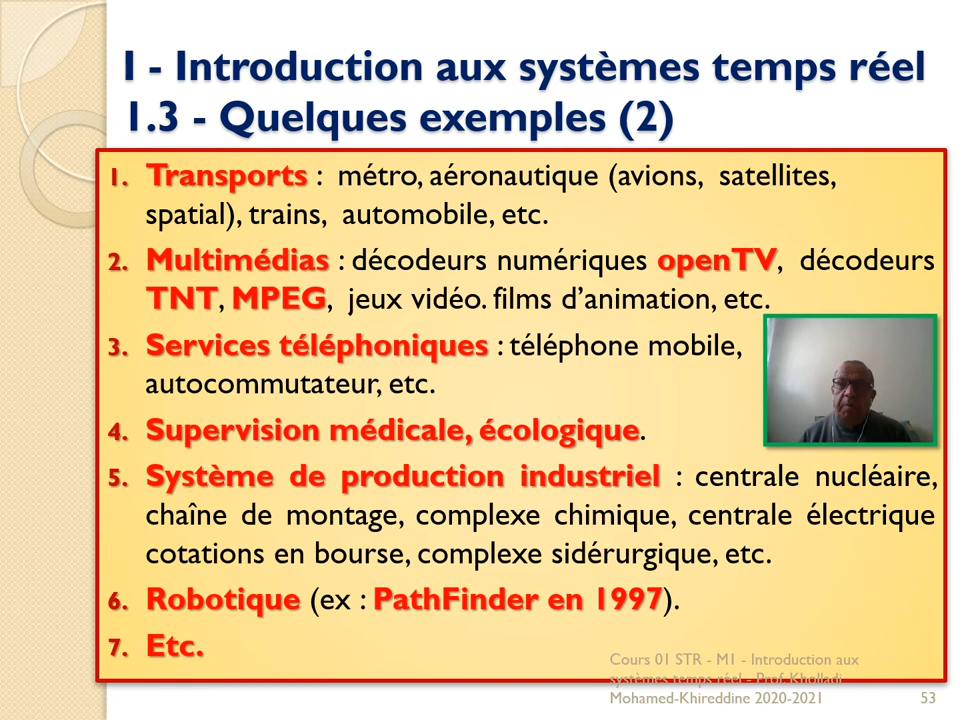 I - Introduction aux systèmes temps réel
1.3 - Quelques exemples (2)
1. Transports : métro, aéronautique (avions, satellites,
spatial), trains, automobile, etc.
2. Multimédias : décodeurs numériques openTV, décodeurs
TNT, MPEG, jeux vidéo. films d'animation, etc.
3. Services téléphoniques : téléphone mobile,
autocommutateur, etc.
4. Supervision médicale, écologique.
5. Système de production industriel : centrale nucléaire,
chaîne de montage, complexe chimique, centrale électrique
cotations en bourse, complexe sidérurgique, etc.
6. Robotique (ex : PathFinder en 1997).
7. Etc.
Cours 01 STR - M1 - Introduction aux
systèmes temps réel - Prof. Kholladi
Mohamed-Khireddine 2020-2021
53